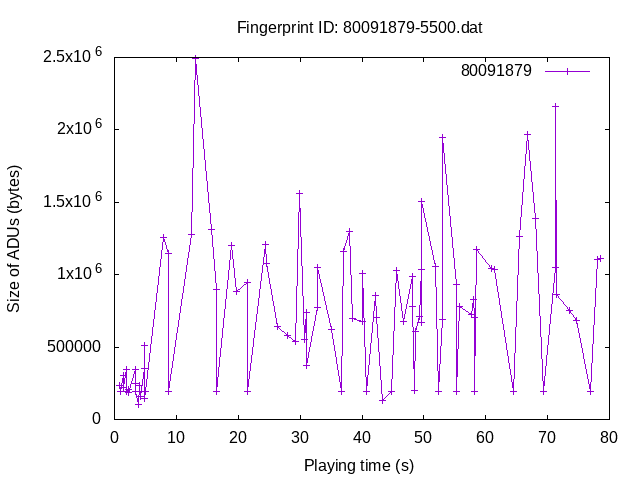 Fingerprint ID: 80091879-5500.dat
80091879
Size of ADUs (bytes)
2.5x10^6
2x10^6
1.5x10^6
1x10^6
500000
0
0 10 20 30 40 50 60 70 80
Playing time (s)